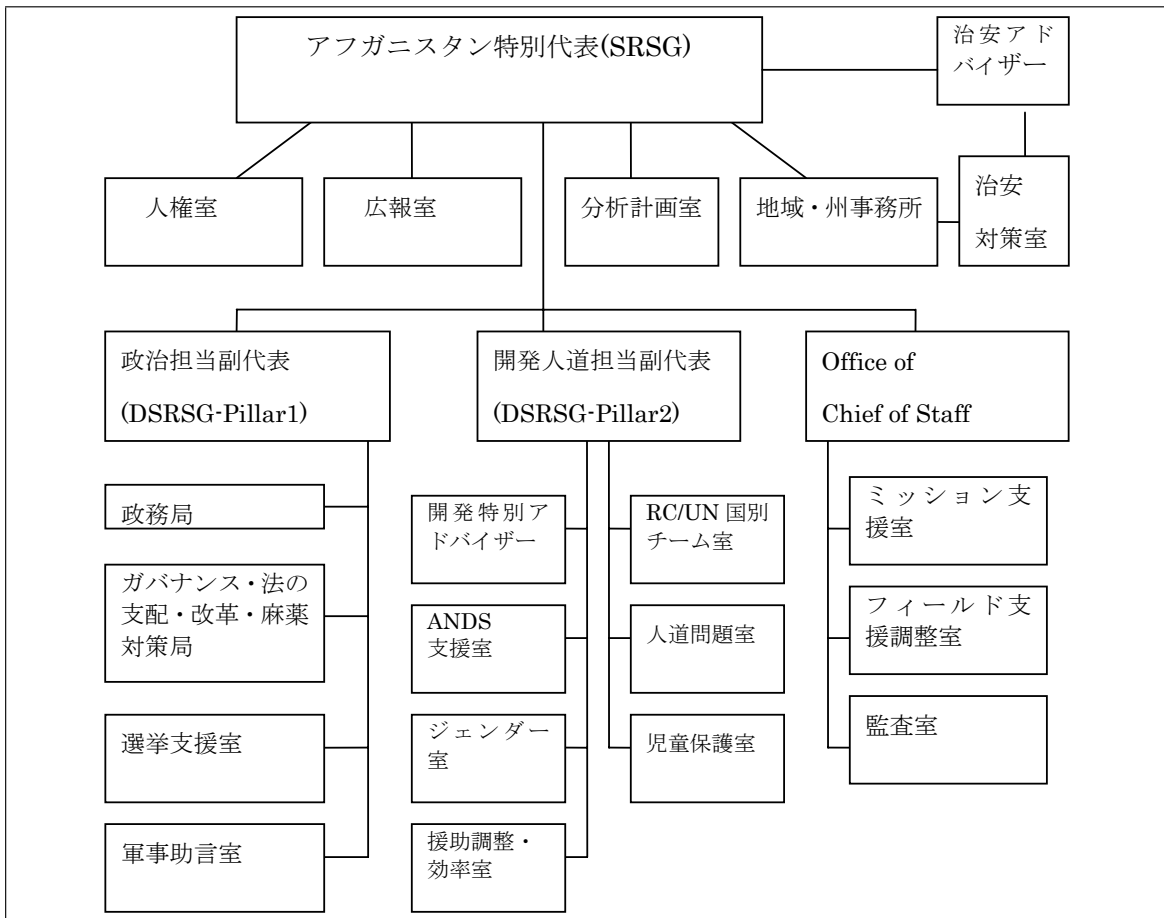 アフガニスタン特別代表(SRSG)
治安アド
バイザー
人権室
広報室
分析計画室
地域・州事務所
治安
対策室
政治担当副代表
(DSRSG-Pillar1)
開発人道担当副代表
(DSRSG-Pillar2)
Office of
Chief of Staff
政務局
ガバナンス・法の
支配・改革・麻薬
対策局
選挙支援室
軍事助言室
開発特別ア
ドバイザー
ANDS
支援室
ジェンダー
室
援助調整・
効率室
RC/UN 国別
チーム室
人道問題室
児童保護室
ミッション支
援室
フィールド支
援調整室
監査室